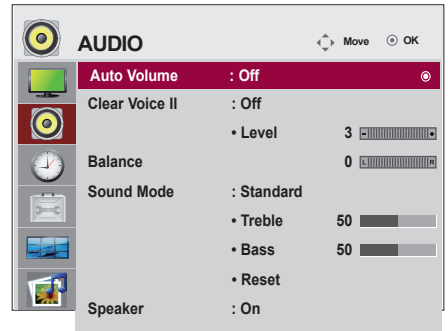 AUDIO Move OK
Auto Volume : Off
Clear Voice II : Off
• Level 3 - +
Balance 0 L R
Sound Mode : Standard
• Treble 50
• Bass 50
• Reset
Speaker : On